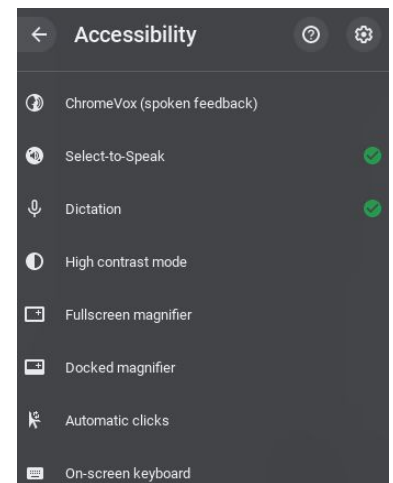 Accessibility
ChromeVox (spoken feedback)
Select-to-Speak
Dictation
High contrast mode
Fullscreen magnifier
Docked magnifier
Automatic clicks
On-screen keyboard